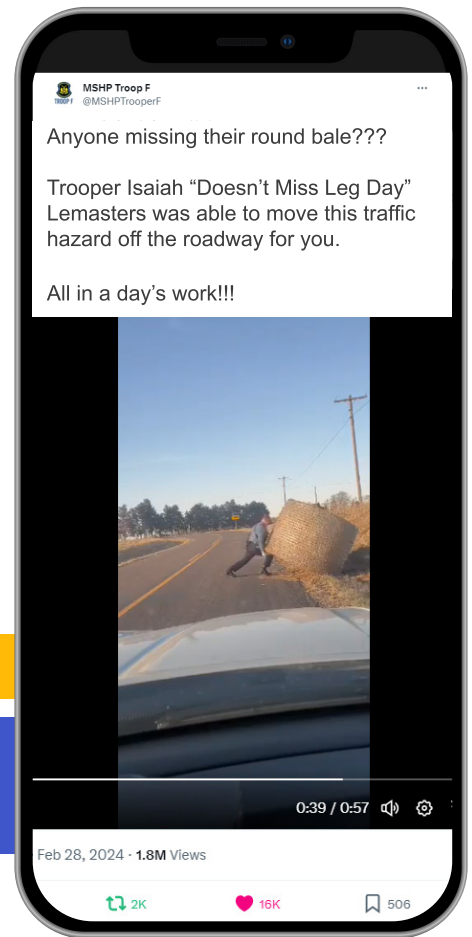 MSHP Troop F
TROOP F @MSHPTrooperF
Anyone missing their round bale???
Trooper Isaiah “Doesn’t Miss Leg Day”
Lemasters was able to move this traffic
hazard off the roadway for you.
All in a day’s work!!!
0:39 / 0:57
Feb 28, 2024 · 1.8M Views
2K 16K 506